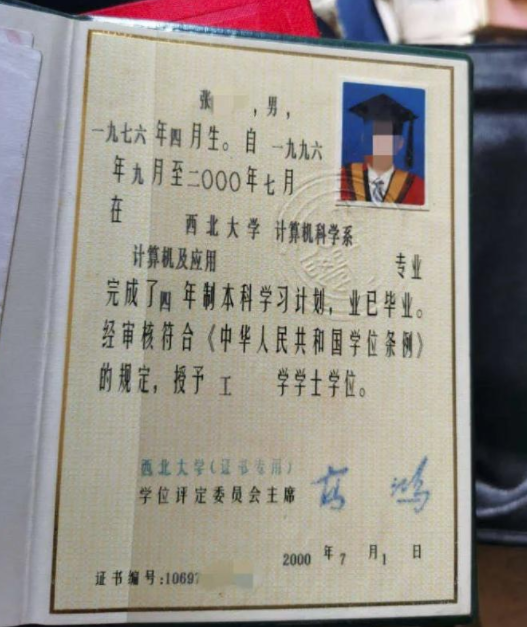 张 ，男，
一九七六年四月生。自一九九六
年九月至二〇〇〇年七月
在 西北大学 计算机科学系
计算机及应用 专业
完成了四年制本科学习计划，业已毕业。
经审核符合《中华人民共和国学位条例》
的规定，授予 工 学学士学位。
西北大学(证书专用)
学位评定委员会主席
2000 年 7 月 1 日
证书编号:10697